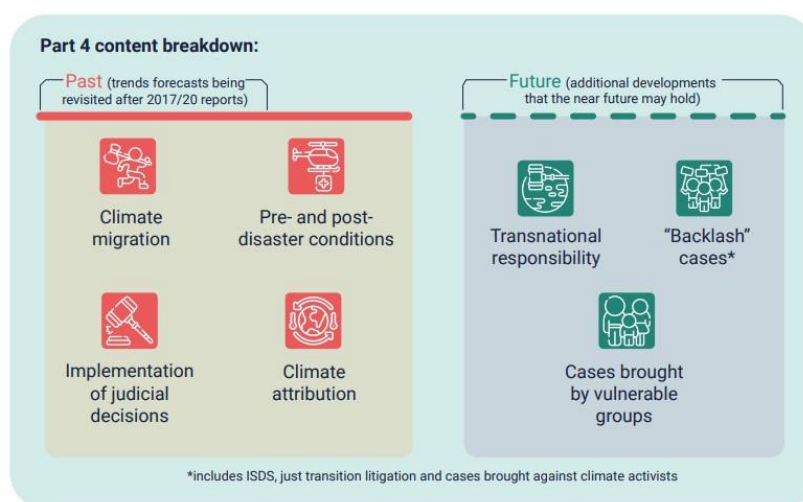 Part 4 content breakdown:
Past (trends forecasts being
revisited after 2017/20 reports)
Climate
migration
Pre- and post-
disaster conditions
Implementation
of judicial
decisions
Climate
attribution
Future (additional developments
that the near future may hold)
Transnational
responsibility
“Backlash”
cases*
Cases brought
by vulnerable
groups
*includes ISDS, just transition litigation and cases brought against climate activists